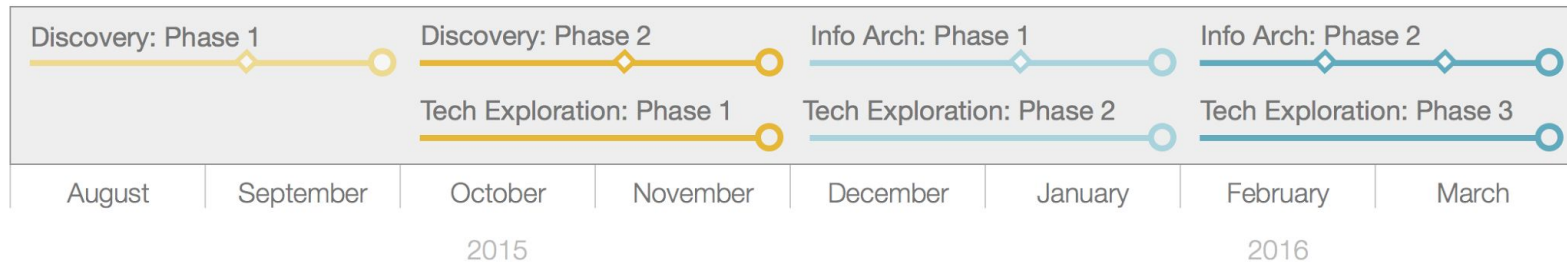 Discovery: Phase 1
Discovery: Phase 2
Info Arch: Phase 1
Info Arch: Phase 2
Tech Exploration: Phase 1
Tech Exploration: Phase 2
Tech Exploration: Phase 3
August
September
October
November
December
January
February
March
2015
2016